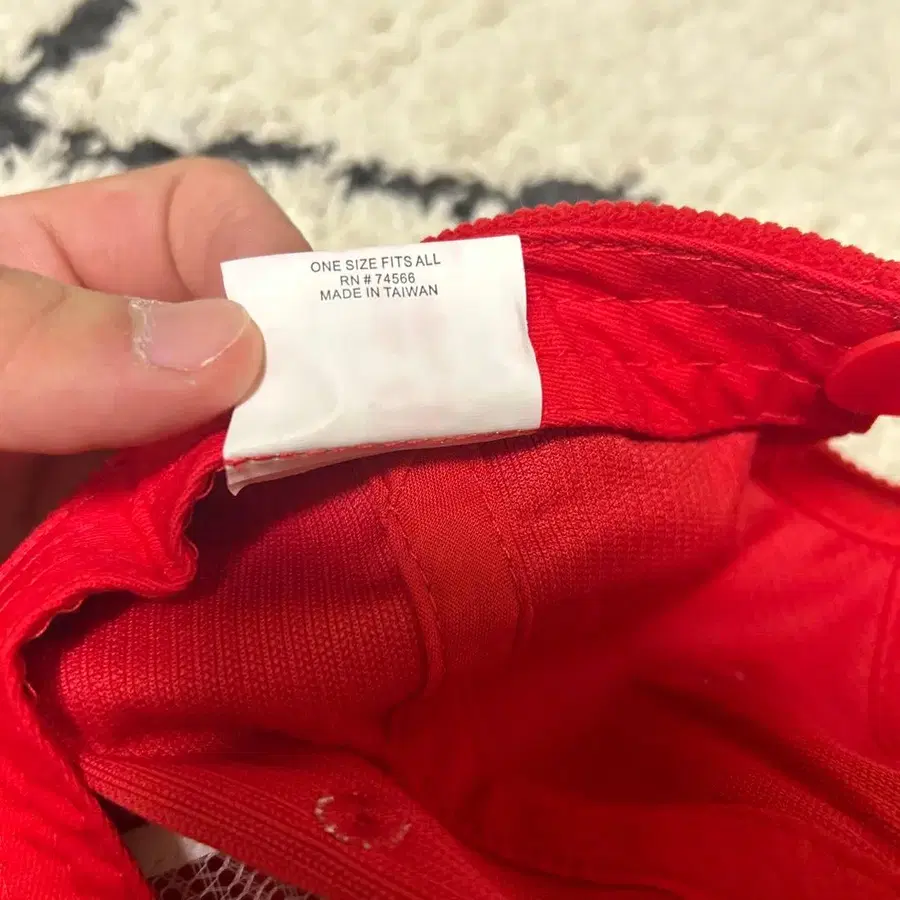 ONE SIZE FITS ALL
RN # 74566
MADE IN TAIWAN